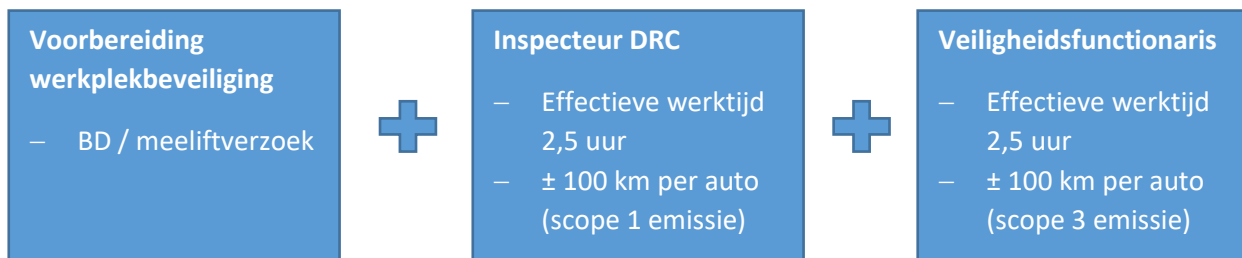 Voorbereiding
werkplekbeveiliging
– BD / meeliftverzoek
Inspecteur DRC
– Effectieve werktijd
2,5 uur
– ± 100 km per auto
(scope 1 emissie)
Veiligheidsfunctionaris
– Effectieve werktijd
2,5 uur
– ± 100 km per auto
(scope 3 emissie)